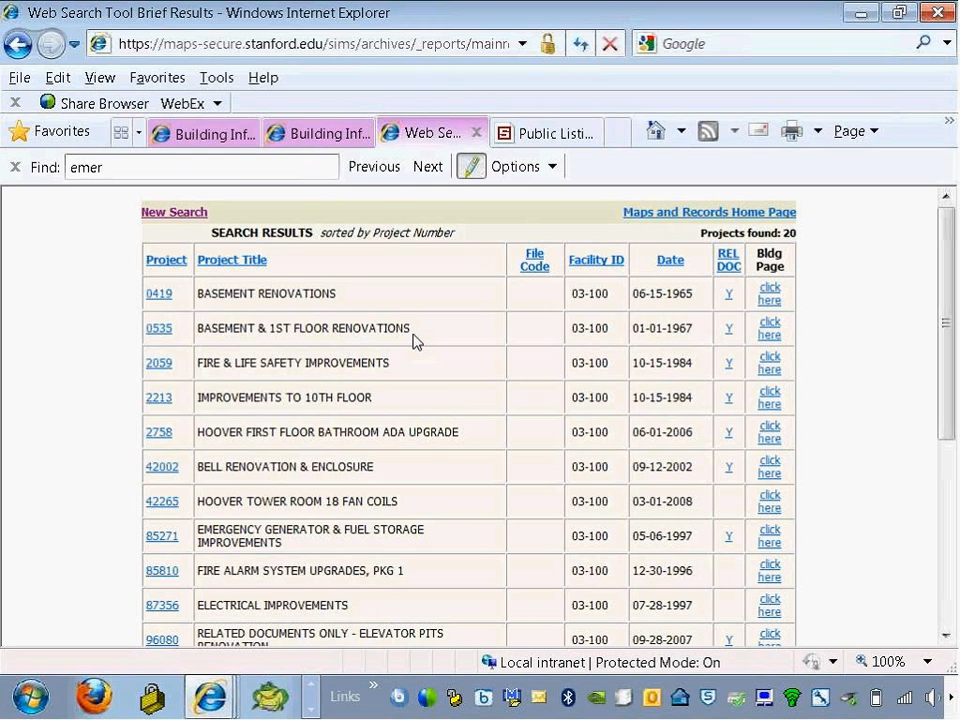 Web Search Tool Brief Results - Windows Internet Explorer
https://maps-secure.stanford.edu/sims/archives/_reports/mainr
Google
File Edit View Favorites Tools Help
x Share Browser WebEx
Favorites Building Inf... Building Inf... Web Se... x Public Listi... Page
x Find: emer Previous Next Options
New Search Maps and Records Home Page
SEARCH RESULTS sorted by Project Number Projects found: 20
Project Project Title File Code Facility ID Date REL DOC Bldg Page
0419 BASEMENT RENOVATIONS 03-100 06-15-1965 Y click here
0535 BASEMENT & 1ST FLOOR RENOVATIONS 03-100 01-01-1967 Y click here
2059 FIRE & LIFE SAFETY IMPROVEMENTS 03-100 10-15-1984 Y click here
2213 IMPROVEMENTS TO 10TH FLOOR 03-100 10-15-1984 Y click here
2758 HOOVER FIRST FLOOR BATHROOM ADA UPGRADE 03-100 06-01-2006 Y click here
42002 BELL RENOVATION & ENCLOSURE 03-100 09-12-2002 Y click here
42265 HOOVER TOWER ROOM 18 FAN COILS 03-100 03-01-2008 click here
85271 EMERGENCY GENERATOR & FUEL STORAGE IMPROVEMENTS 03-100 05-06-1997 Y click here
85810 FIRE ALARM SYSTEM UPGRADES, PKG 1 03-100 12-30-1996 click here
87356 ELECTRICAL IMPROVEMENTS 03-100 07-28-1997 click here
96080 RELATED DOCUMENTS ONLY - ELEVATOR PITS RENOVATION 03-100 09-28-2007 Y click here
Local intranet | Protected Mode: On 100%
Links